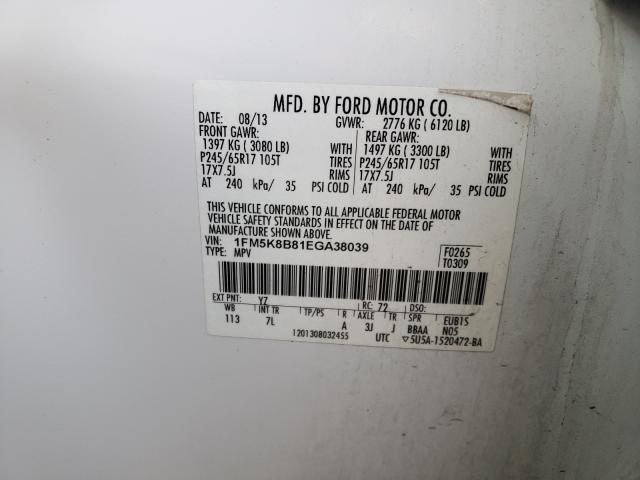 MFD. BY FORD MOTOR CO.
DATE: 08/13 GVWR: 2776 KG ( 6120 LB)
FRONT GAWR: REAR GAWR:
1397 KG ( 3080 LB) 1497 KG ( 3300 LB)
P245/65R17 105T TIRES P245/65R17 105T TIRES
17X7.5J RIMS 17X7.5J RIMS
AT 240 kPa/ 35 PSI COLD AT 240 kPa/ 35 PSI COLD
THIS VEHICLE CONFORMS TO ALL APPLICABLE FEDERAL MOTOR
VEHICLE SAFETY STANDARDS IN EFFECT ON THE DATE OF
MANUFACTURE SHOWN ABOVE.
VIN: 1FM5K8B81EGA38039 F0265
TYPE: MPV T0309
EXT PNT: YZ RC: 72 DSO:
WB INT TR TP/PS R AXLE TR SPR EUB1S
113 7L A 3J J BBAA N05
1201308032455 UTC ▽5U5A-1520472-BA